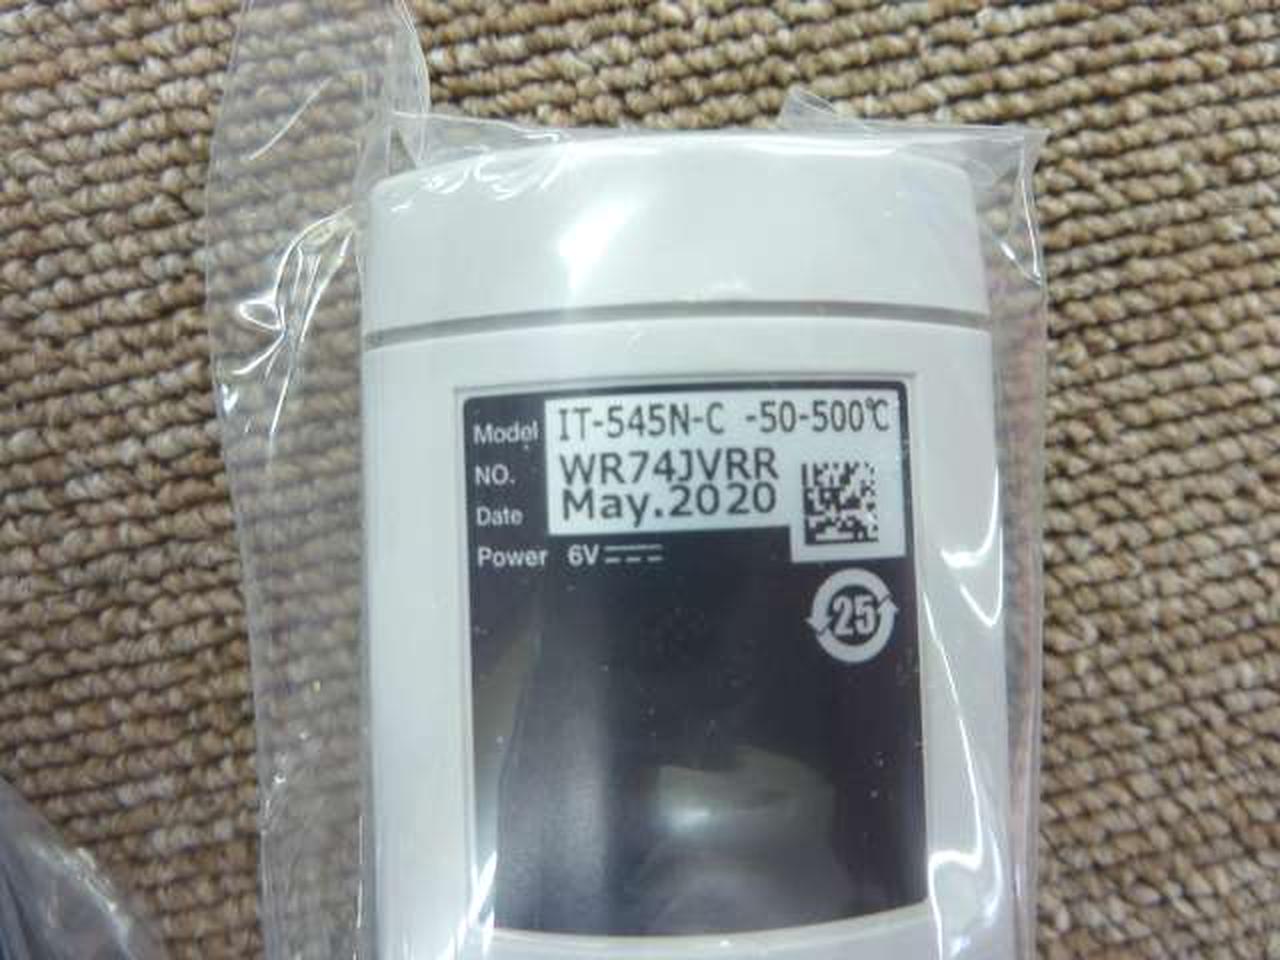 Model IT-545N-C -50-500℃
NO. WR74JVRR
Date May.2020
Power 6V
25